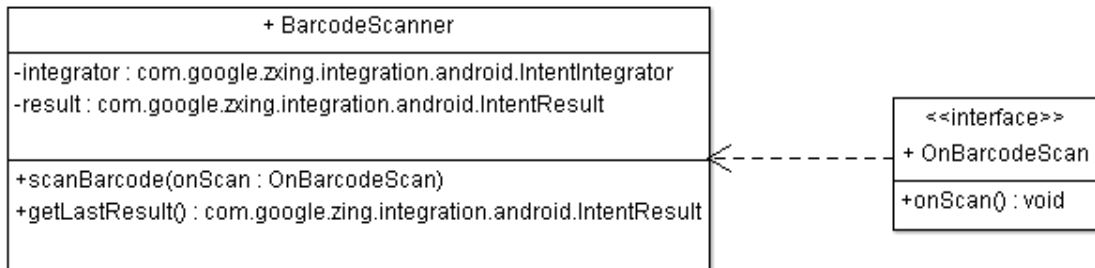 + BarcodeScanner
-integrator : com.google.zxing.integration.android.IntentIntegrator
-result : com.google.zxing.integration.android.IntentResult
+scanBarcode(onScan : OnBarcodeScan)
+getLastResult() : com.google.zing.integration.android.IntentResult
<<interface>>
+ OnBarcodeScan
+onScan() : void